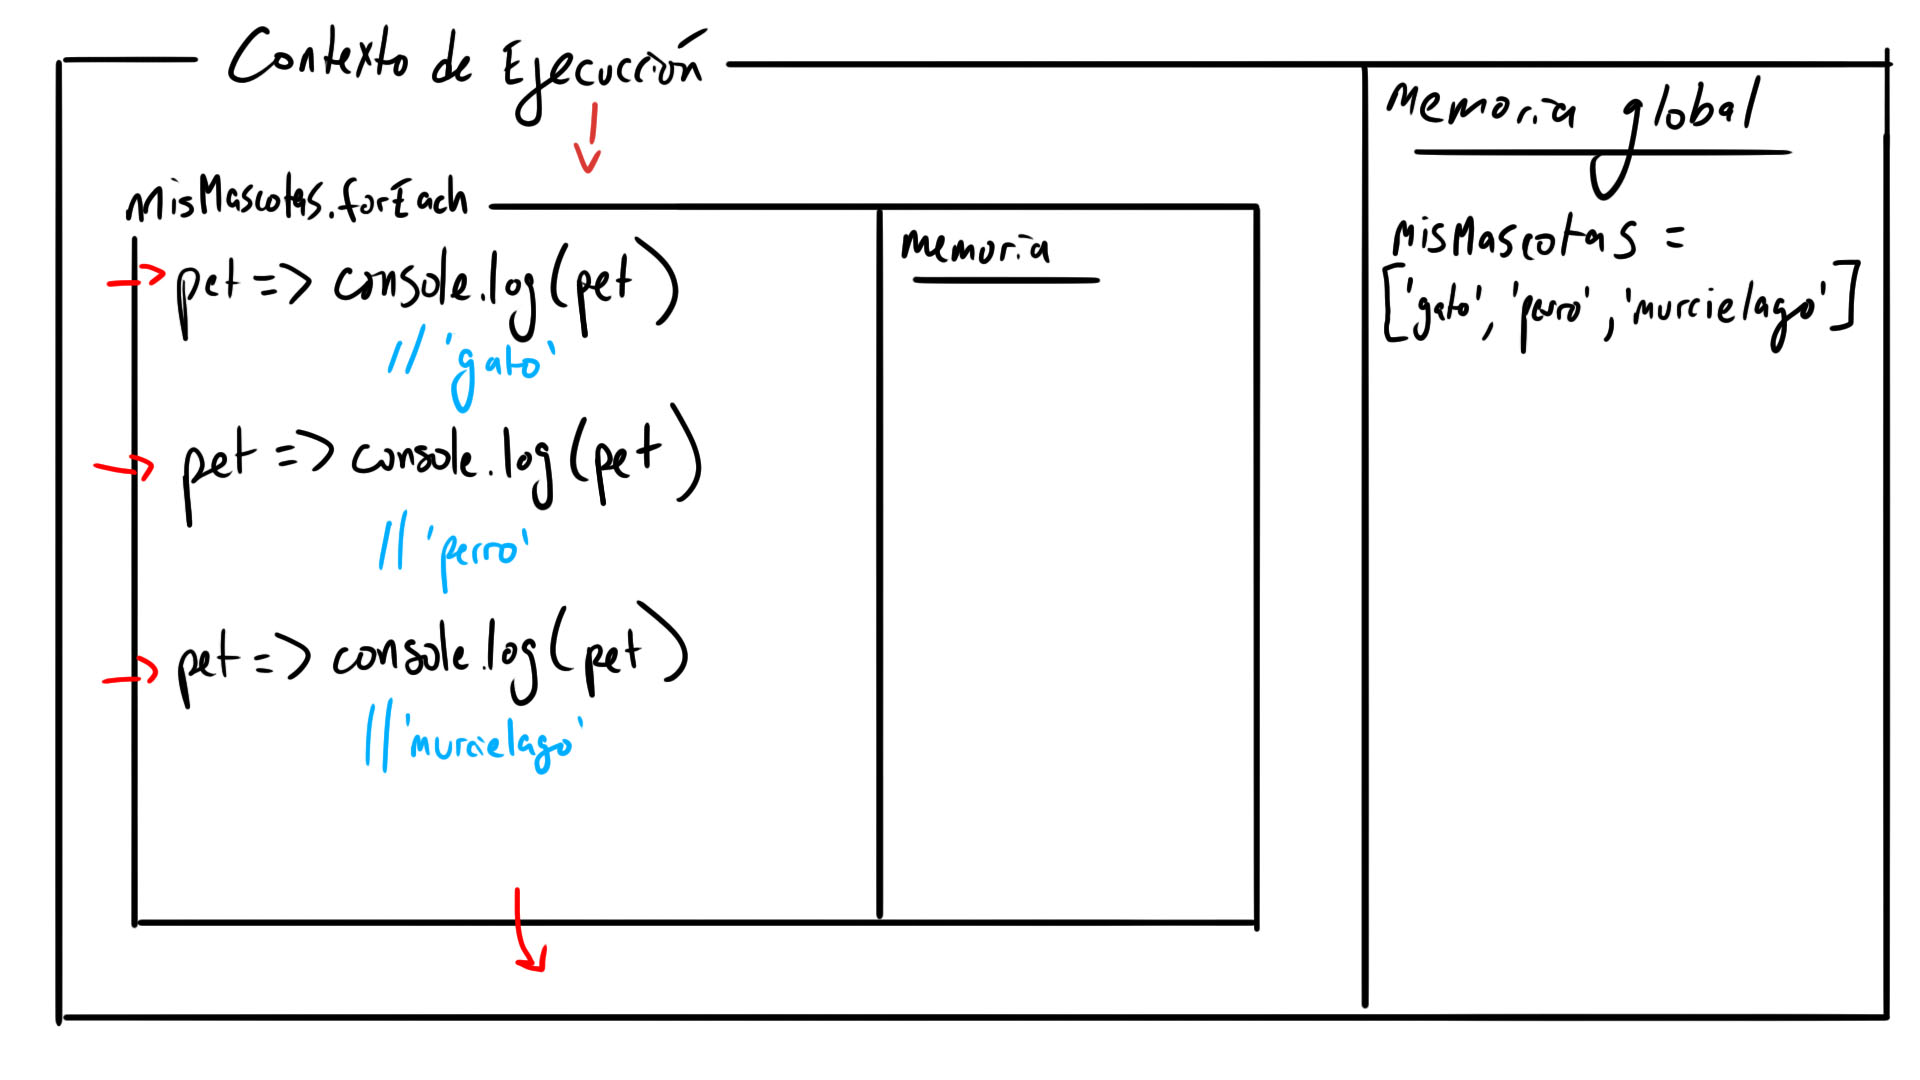 Contexto de Ejecucción
misMascotas.forEach
pet => console.log(pet)
// 'gato'
pet => console.log(pet)
// 'perro'
pet => console.log(pet)
// 'murcielago'
memoria
memoria global
misMascotas =
['gato', 'perro', 'murcielago']